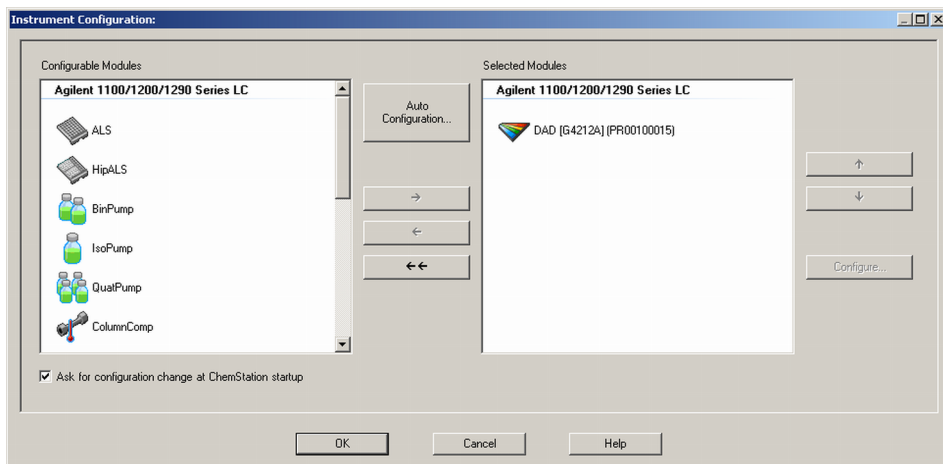 Instrument Configuration:
Configurable Modules
Agilent 1100/1200/1290 Series LC
ALS
HipALS
BinPump
IsoPump
QuatPump
ColumnComp
Auto
Configuration...
Selected Modules
Agilent 1100/1200/1290 Series LC
DAD [G4212A] (PR00100015)
Configure...
Ask for configuration change at ChemStation startup
OK
Cancel
Help